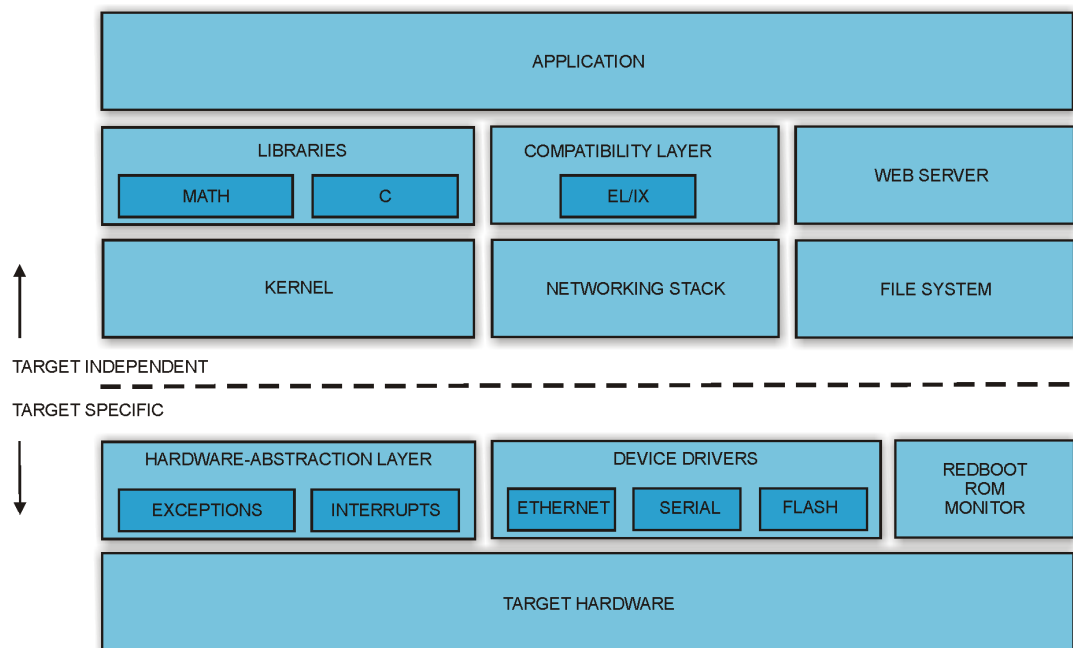 APPLICATION
LIBRARIES
MATH
C
COMPATIBILITY LAYER
EL/IX
WEB SERVER
KERNEL
NETWORKING STACK
FILE SYSTEM
TARGET INDEPENDENT
TARGET SPECIFIC
HARDWARE-ABSTRACTION LAYER
EXCEPTIONS
INTERRUPTS
DEVICE DRIVERS
ETHERNET
SERIAL
FLASH
REDBOOT
ROM
MONITOR
TARGET HARDWARE